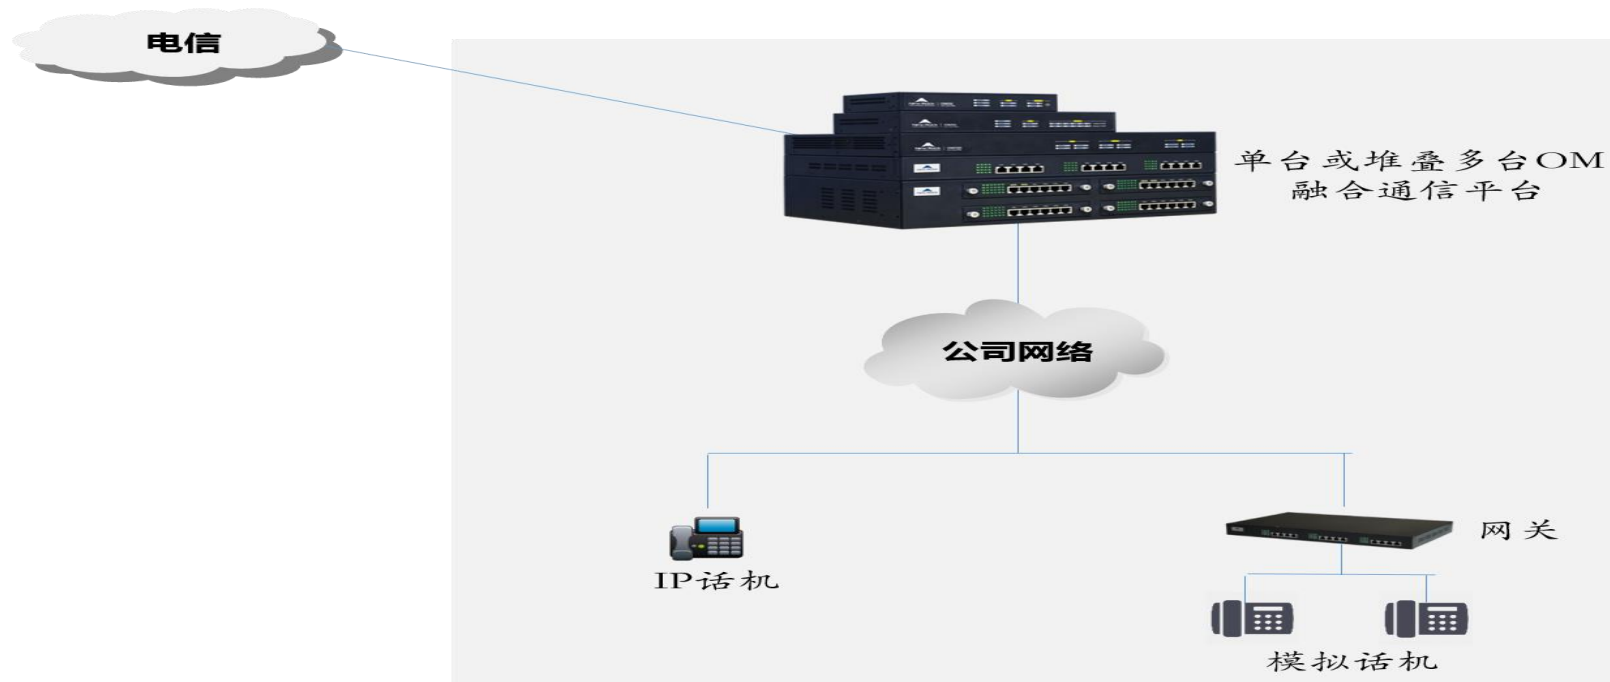 电信
单台或堆叠多台OM
融合通信平台
公司网络
网关
IP话机
模拟话机